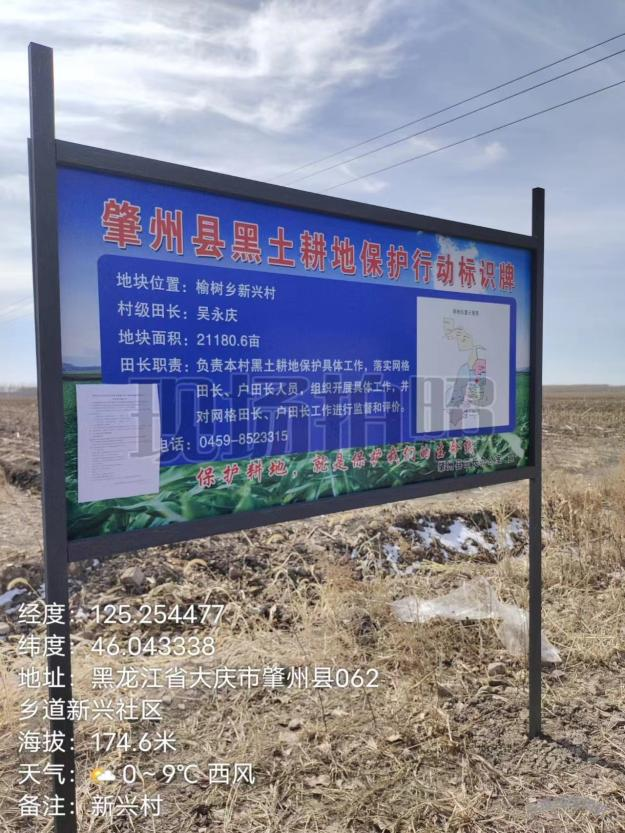 肇州县黑土耕地保护行动标识牌
地块位置：榆树乡新兴村
村级田长：吴永庆
地块面积：21180.6亩
田长职责：负责本村黑土耕地保护具体工作，落实网格
田长、户田长人员，组织开展具体工作，并
对网格田长、户田长工作进行监督和评价。
电话：0459-8523315
保护耕地，就是保护我们的生命线
现场拍照
经度：125.254477
纬度：46.043338
地址：黑龙江省大庆市肇州县062
乡道新兴社区
海拔：174.6米
天气：0~9℃ 西风
备注：新兴村